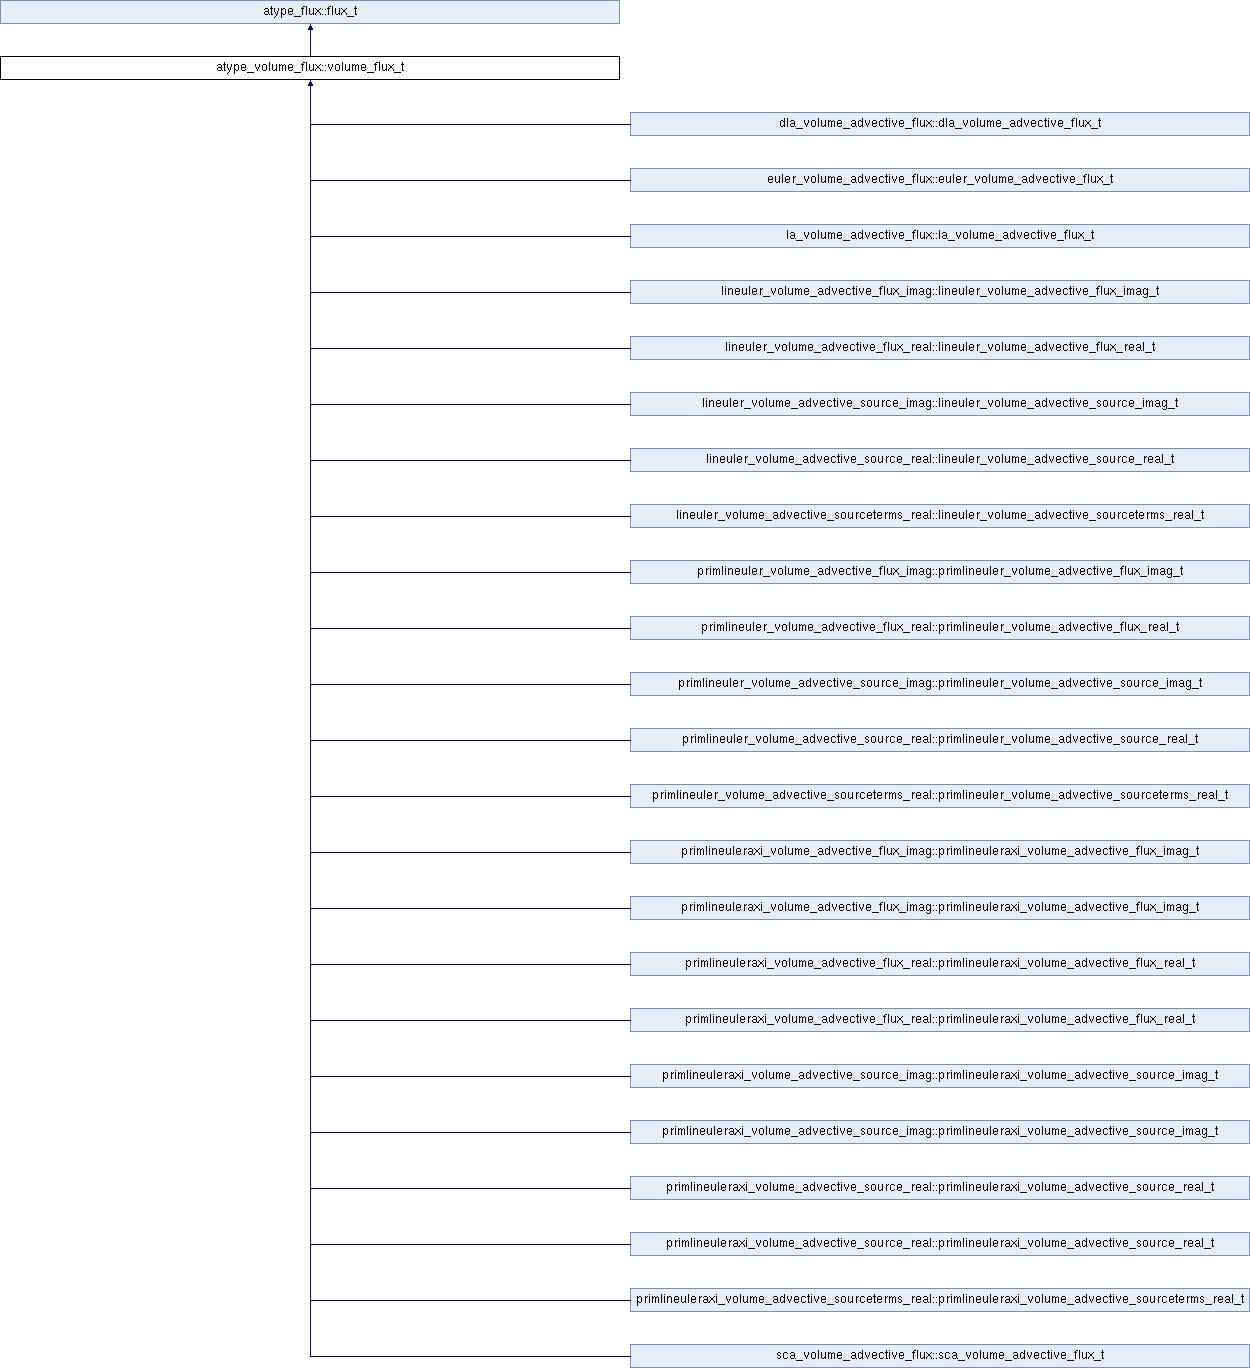 atype_flux::flux_t
atype_volume_flux::volume_flux_t
dla_volume_advective_flux::dla_volume_advective_flux_t
euler_volume_advective_flux::euler_volume_advective_flux_t
la_volume_advective_flux::la_volume_advective_flux_t
lineuler_volume_advective_flux_imag::lineuler_volume_advective_flux_imag_t
lineuler_volume_advective_flux_real::lineuler_volume_advective_flux_real_t
lineuler_volume_advective_source_imag::lineuler_volume_advective_source_imag_t
lineuler_volume_advective_source_real::lineuler_volume_advective_source_real_t
lineuler_volume_advective_sourceterms_real::lineuler_volume_advective_sourceterms_real_t
primlineuler_volume_advective_flux_imag::primlineuler_volume_advective_flux_imag_t
primlineuler_volume_advective_flux_real::primlineuler_volume_advective_flux_real_t
primlineuler_volume_advective_source_imag::primlineuler_volume_advective_source_imag_t
primlineuler_volume_advective_source_real::primlineuler_volume_advective_source_real_t
primlineuler_volume_advective_sourceterms_real::primlineuler_volume_advective_sourceterms_real_t
primlineuleraxi_volume_advective_flux_imag::primlineuleraxi_volume_advective_flux_imag_t
primlineuleraxi_volume_advective_flux_imag::primlineuleraxi_volume_advective_flux_imag_t
primlineuleraxi_volume_advective_flux_real::primlineuleraxi_volume_advective_flux_real_t
primlineuleraxi_volume_advective_flux_real::primlineuleraxi_volume_advective_flux_real_t
primlineuleraxi_volume_advective_source_imag::primlineuleraxi_volume_advective_source_imag_t
primlineuleraxi_volume_advective_source_imag::primlineuleraxi_volume_advective_source_imag_t
primlineuleraxi_volume_advective_source_real::primlineuleraxi_volume_advective_source_real_t
primlineuleraxi_volume_advective_source_real::primlineuleraxi_volume_advective_source_real_t
primlineuleraxi_volume_advective_sourceterms_real::primlineuleraxi_volume_advective_sourceterms_real_t
sca_volume_advective_flux::sca_volume_advective_flux_t